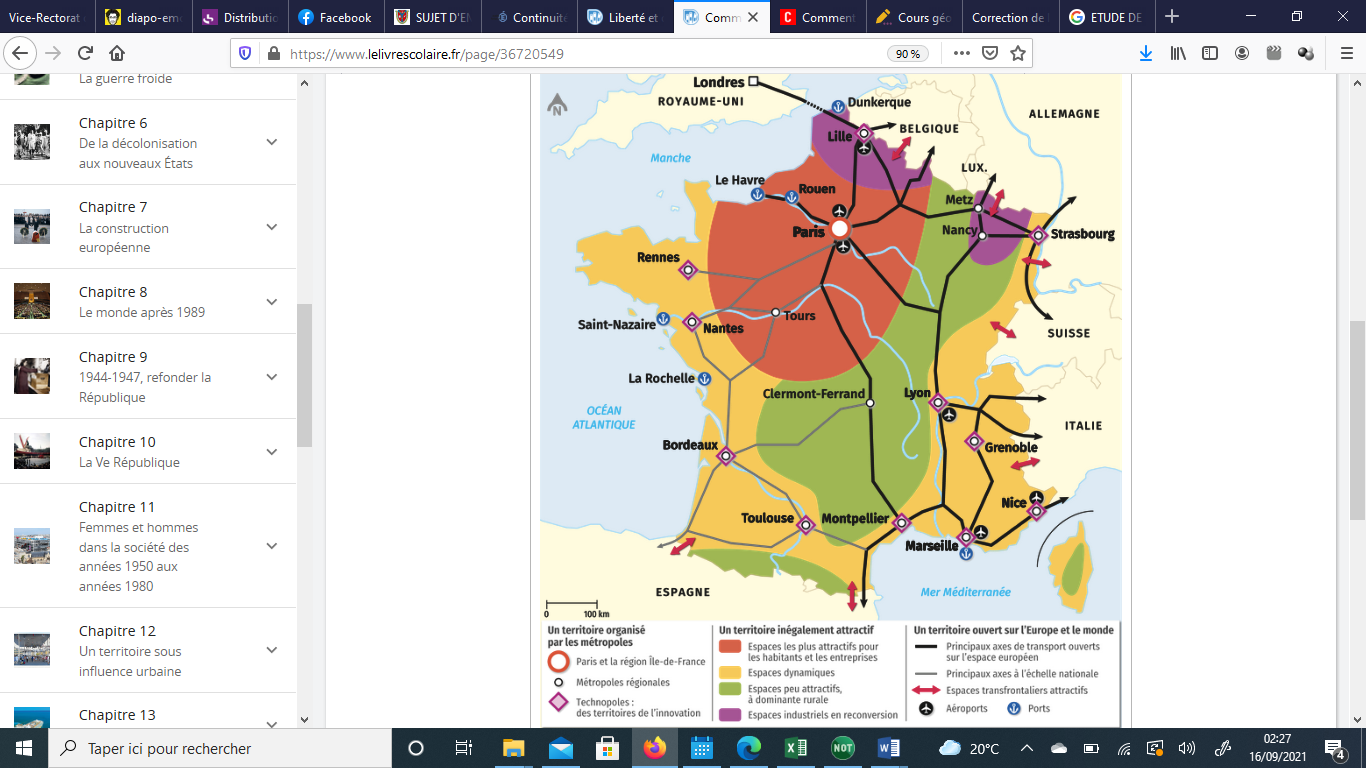 Vice-Rectorat
diapo-eme
Distributio
Facebook
SUJET D'EM
Continuité
Liberté et
Comm
Comment
Cours géo
Correction de
ETUDE DE
https://www.lelivrescolaire.fr/page/36720549
90 %
La guerre froide
Chapitre 6
De la décolonisation
aux nouveaux États
Chapitre 7
La construction
européenne
Chapitre 8
Le monde après 1989
Chapitre 9
1944-1947, refonder la
République
Chapitre 10
La Ve République
Chapitre 11
Femmes et hommes
dans la société des
années 1950 aux
années 1980
Chapitre 12
Un territoire sous
influence urbaine
Chapitre 13
N
Londres
ROYAUME-UNI
Dunkerque
ALLEMAGNE
Lille
BELGIQUE
Manche
LUX.
Le Havre
Rouen
Metz
Paris
Nancy
Strasbourg
Rennes
Saint-Nazaire
Nantes
Tours
SUISSE
La Rochelle
Clermont-Ferrand
Lyon
OCÉAN
ATLANTIQUE
ITALIE
Bordeaux
Grenoble
Nice
Toulouse
Montpellier
Marseille
ESPAGNE
Mer Méditerranée
0 100 km
Un territoire organisé
par les métropoles
Paris et la région Île-de-France
Métropoles régionales
Technopoles :
des territoires de l'innovation
Un territoire inégalement attractif
Espaces les plus attractifs pour
les habitants et les entreprises
Espaces dynamiques
Espaces peu attractifs,
à dominante rurale
Espaces industriels en reconversion
Un territoire ouvert sur l'Europe et le monde
Principaux axes de transport ouverts
sur l'espace européen
Principaux axes à l'échelle nationale
Espaces transfrontaliers attractifs
Aéroports
Ports
Taper ici pour rechercher
NOT
20°C
02:27
16/09/2021
4